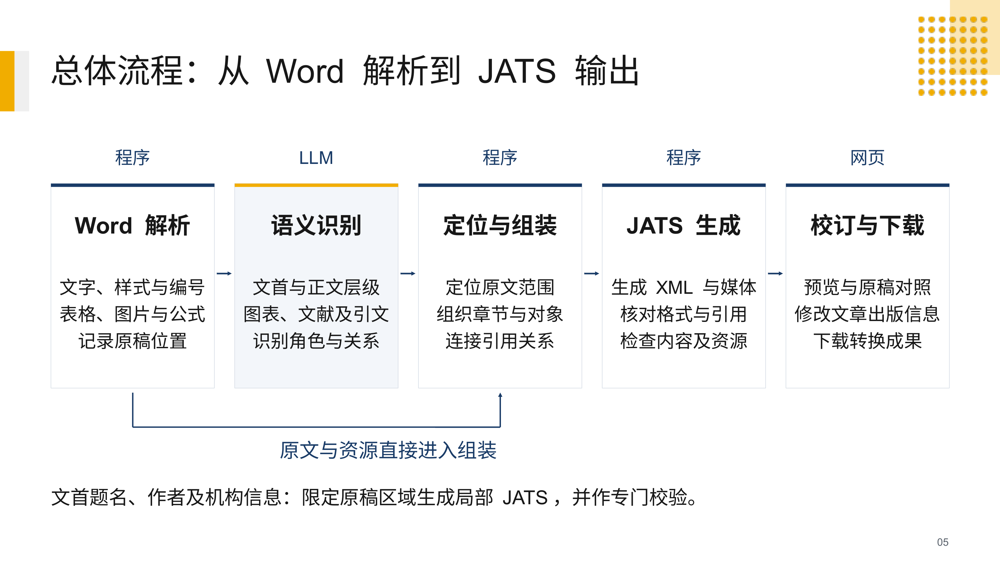 总体流程：从 Word 解析到 JATS 输出
程序
Word 解析
文字、样式与编号
表格、图片与公式
记录原稿位置
LLM
语义识别
文首与正文层级
图表、文献及引文
识别角色与关系
程序
定位与组装
定位原文范围
组织章节与对象
连接引用关系
程序
JATS 生成
生成 XML 与媒体
核对格式与引用
检查内容及资源
网页
校订与下载
预览与原稿对照
修改文章出版信息
下载转换成果
原文与资源直接进入组装
文首题名、作者及机构信息：限定原稿区域生成局部 JATS，并作专门校验。
05